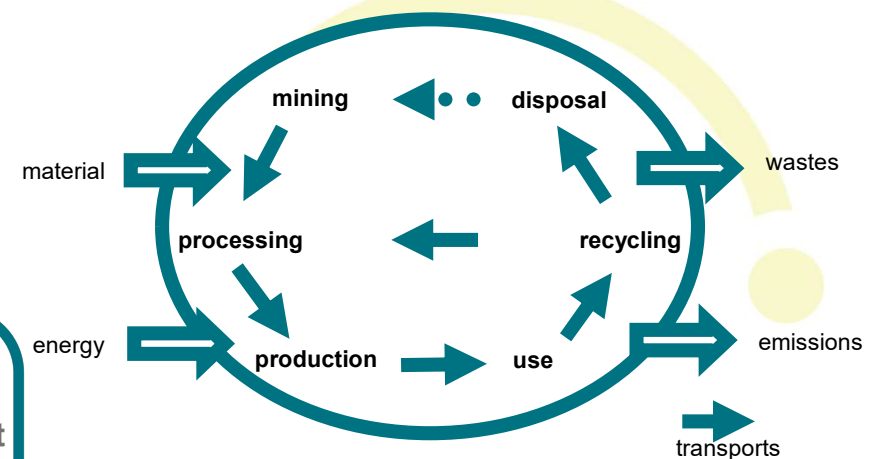 mining
disposal
material
wastes
processing
recycling
energy
emissions
production
use
t
transports